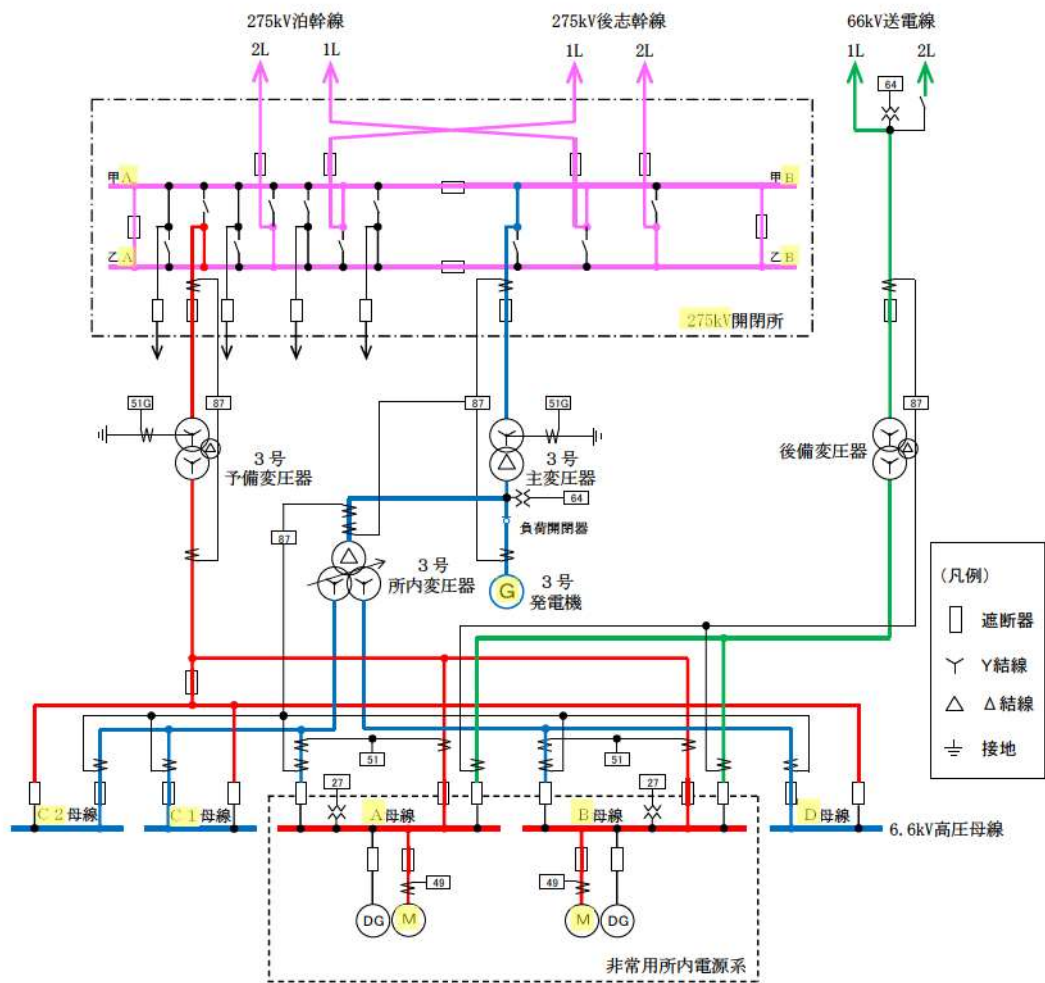 275kV泊幹線 275kV後志幹線 66kV送電線
2L 1L 1L 2L 1L 2L
64
甲A 甲B
乙A 乙B
275kV開閉所
51G 87 87 51G 87
3号
予備変圧器
3号
主変圧器
後備変圧器
64
負荷開閉器
87
3号
所内変圧器
G
3号
発電機
(凡例)
遮断器
Y結線
Δ結線
接地
51 51
27 27
C2母線 C1母線 A母線 B母線 D母線
6.6kV高圧母線
49 49
DG M M DG
非常用所内電源系